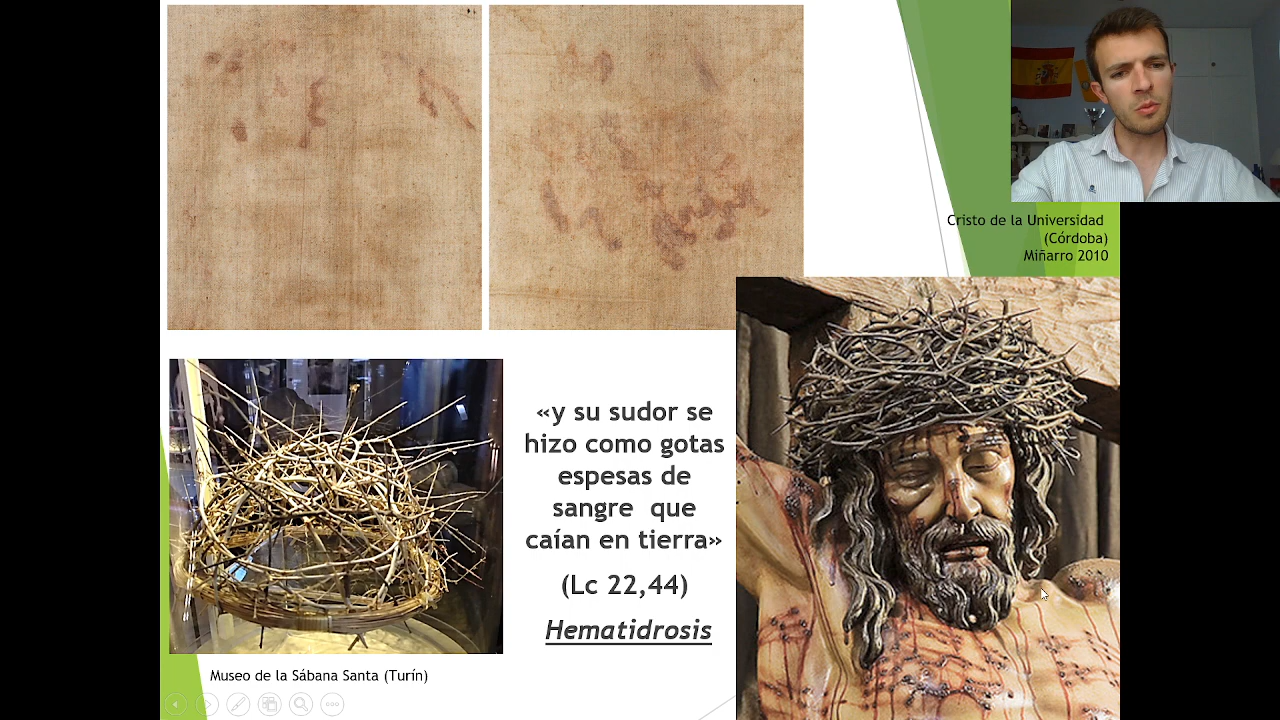 Cristo de la Universidad
(Córdoba)
Miñarro 2010
«y su sudor se
hizo como gotas
espesas de
sangre que
caían en tierra»
(Lc 22,44)
Hematidrosis
Museo de la Sábana Santa (Turín)